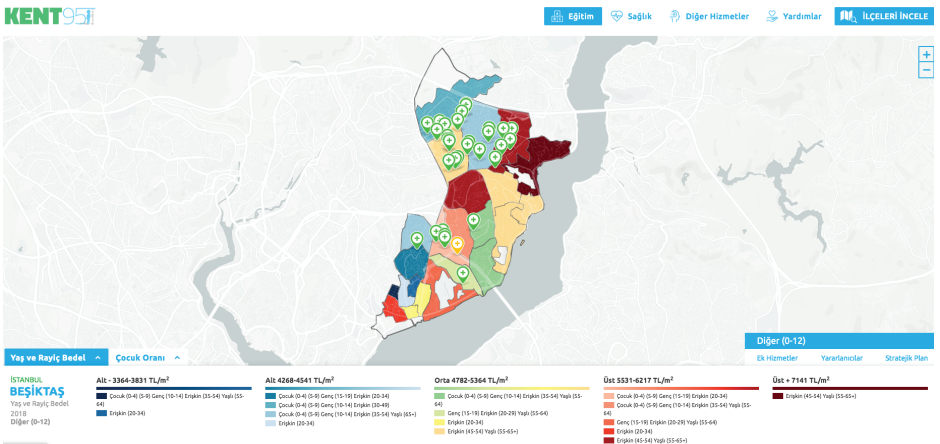 KENT95
Eğitim
Sağlık
Diğer Hizmetler
Yardımlar
İLÇELERİ İNCELE
+
−
Diğer (0-12)
Ek Hizmetler Yararlanıcılar Stratejik Plan
Yaş ve Rayiç Bedel
Çocuk Oranı
İSTANBUL
BEŞİKTAŞ
Yaş ve Rayiç Bedel
2018
Diğer (0-12)
Alt - 3364-3831 TL/m²
Çocuk (0-4) (5-9) Genç (10-14) Erişkin (35-54) Yaşlı (55-
64)
Erişkin (20-34)
Alt 4268-4541 TL/m²
Çocuk (0-4) (5-9) Genç (15-19) Erişkin (20-34)
Çocuk (0-4) (5-9) Genç (10-14) Erişkin (30-49)
Çocuk (0-4) (5-9) Genç (10-14) Erişkin (35-54) Yaşlı (65+)
Erişkin (20-34)
Orta 4782-5364 TL/m²
Çocuk (0-4) (5-9) Genç (10-14) Erişkin (35-54) Yaşlı (55-
64)
Genç (15-19) Erişkin (20-29) Yaşlı (55-64)
Erişkin (20-34)
Erişkin (45-54) Yaşlı (55-65+)
Üst 5531-6217 TL/m²
Çocuk (0-4) (5-9) Genç (15-19) Erişkin (20-34)
Çocuk (0-4) (5-9) Genç (10-14) Erişkin (35-54) Yaşlı (55-
64)
Genç (15-19) Erişkin (20-29) Yaşlı (55-64)
Erişkin (20-34)
Erişkin (45-54) Yaşlı (55-65+)
Üst + 7141 TL/m²
Erişkin (45-54) Yaşlı (55-65+)